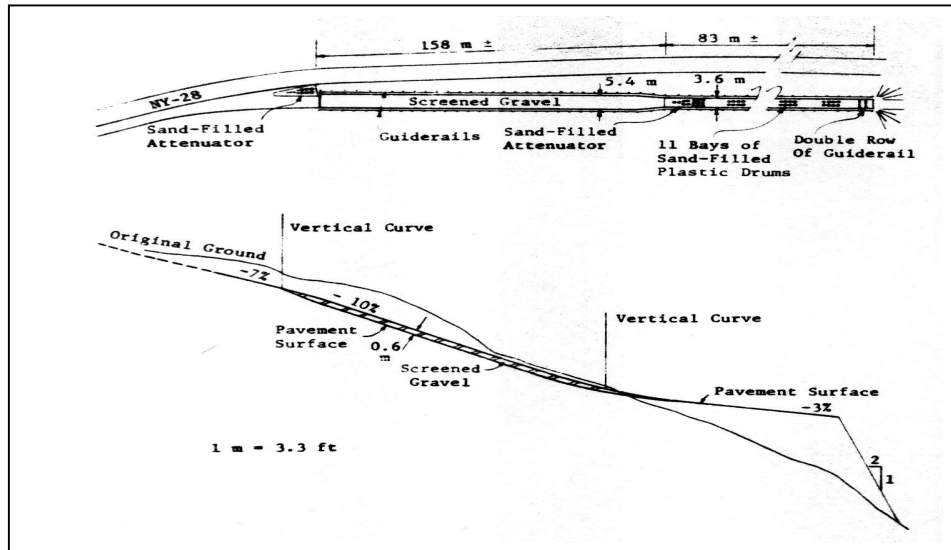 158 m ±
83 m ±
5.4 m
3.6 m
NY-28
Screened Gravel
Sand-Filled
Attenuator
Guiderails
Sand-Filled
Attenuator
11 Bays of
Sand-Filled
Plastic Drums
Double Row
Of Guiderail
Vertical Curve
Original Ground
-7%
- 10%
Pavement
Surface
0.6
m
Screened
Gravel
Vertical Curve
Pavement Surface
-3%
2
1
1 m = 3.3 ft